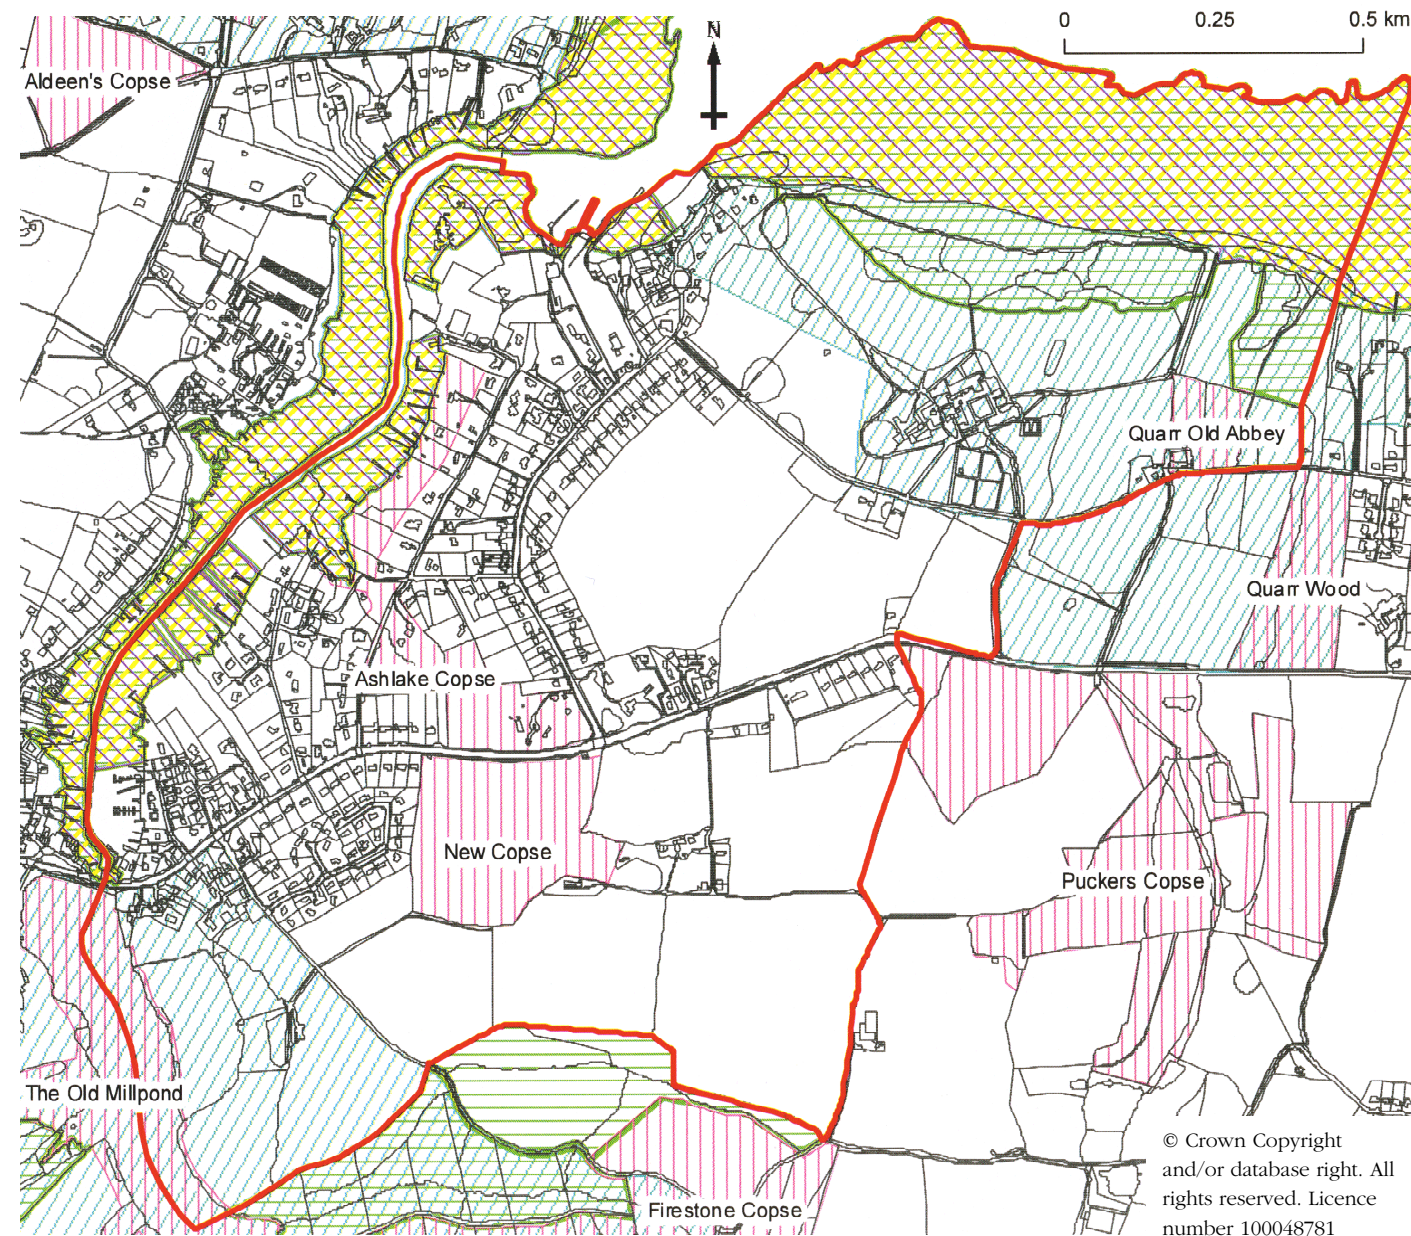 N
0 0.25 0.5 km
Aldeen's Copse
Quarr Old Abbey
Quarr Wood
Ashlake Copse
New Copse
Puckers Copse
The Old Millpond
Firestone Copse
© Crown Copyright
and/or database right. All
rights reserved. Licence
number 100048781